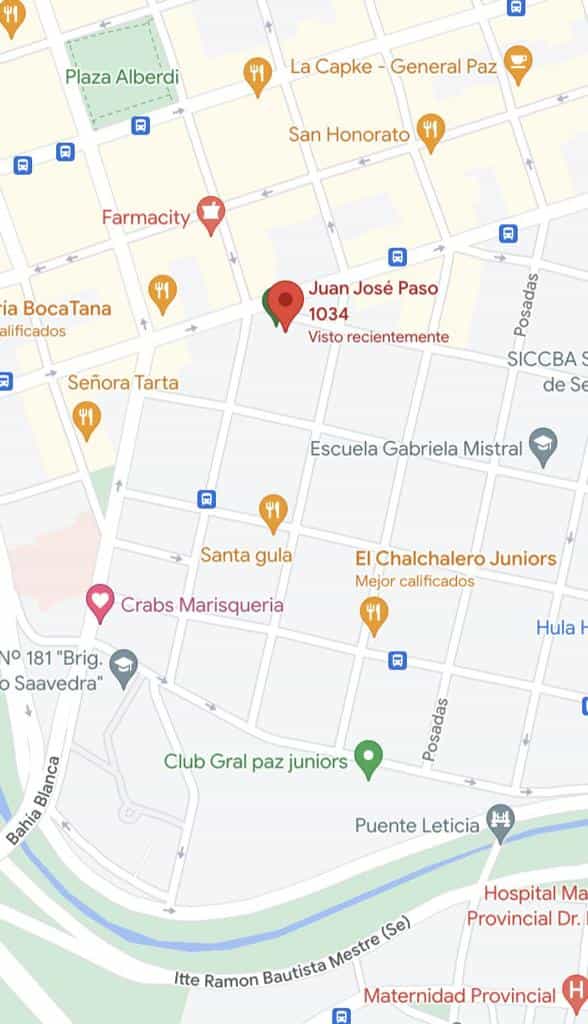 Plaza Alberdi
La Capke - General Paz
San Honorato
Farmacity
Juan José Paso
1034
Visto recientemente
ría BocaTana
alificados
Posadas
SICCBA S
de Se
Señora Tarta
Escuela Gabriela Mistral
Santa gula
El Chalchalero Juniors
Mejor calificados
Crabs Marisqueria
Hula H
Nº 181 "Brig.
o Saavedra"
Posadas
Club Gral paz juniors
Bahía Blanca
Puente Leticia
Hospital Ma
Provincial Dr.
Itte Ramon Bautista Mestre (Se)
Maternidad Provincial
H